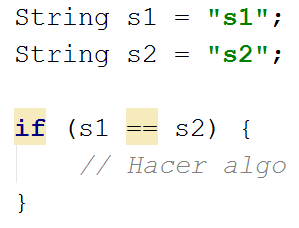 String s1 = "s1";
String s2 = "s2";
if (s1 == s2) {
// Hacer algo
}